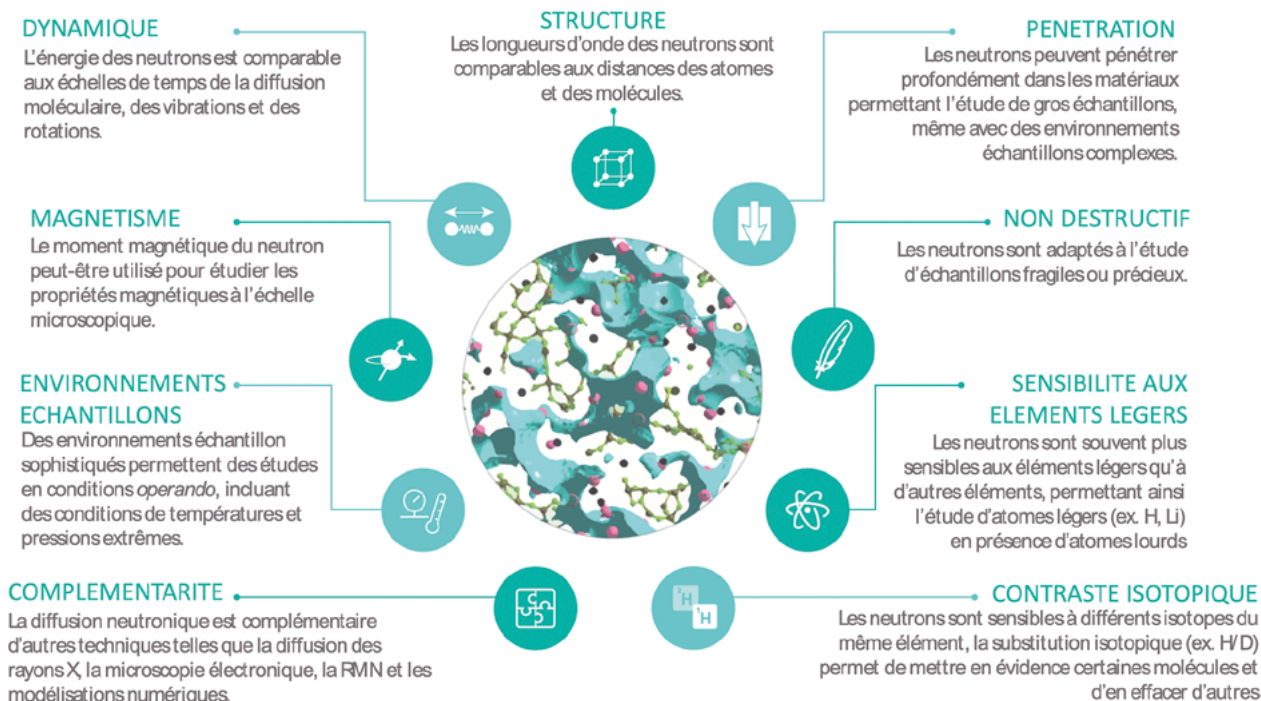 DYNAMIQUE
L'énergie des neutrons est comparable
aux échelles de temps de la diffusion
moléculaire, des vibrations et des
rotations.
STRUCTURE
Les longueurs d'onde des neutrons sont
comparables aux distances des atomes
et des molécules.
PENETRATION
Les neutrons peuvent pénétrer
profondément dans les matériaux
permettant l'étude de gros échantillons,
même avec des environnements
échantillons complexes.
MAGNETISME
Le moment magnétique du neutron
peut-être utilisé pour étudier les
propriétés magnétiques à l'échelle
microscopique.
NON DESTRUCTIF
Les neutrons sont adaptés à l'étude
d'échantillons fragiles ou précieux.
ENVIRONNEMENTS
ECHANTILLONS
Des environnements échantillon
sophistiqués permettent des études
en conditions operando, incluant
des conditions de températures et
pressions extrêmes.
SENSIBILITE AUX
ELEMENTS LEGERS
Les neutrons sont souvent plus
sensibles aux éléments légers qu'à
d'autres éléments, permettant ainsi
l'étude d'atomes légers (ex. H, Li)
en présence d'atomes lourds
COMPLEMENTARITE
La diffusion neutronique est complémentaire
d'autres techniques telles que la diffusion des
rayons X, la microscopie électronique, la RMN et les
modélisations numériques.
²H
¹H
CONTRASTE ISOTOPIQUE
Les neutrons sont sensibles à différents isotopes du
même élément, la substitution isotopique (ex. H/D)
permet de mettre en évidence certaines molécules et
d'en effacer d'autres